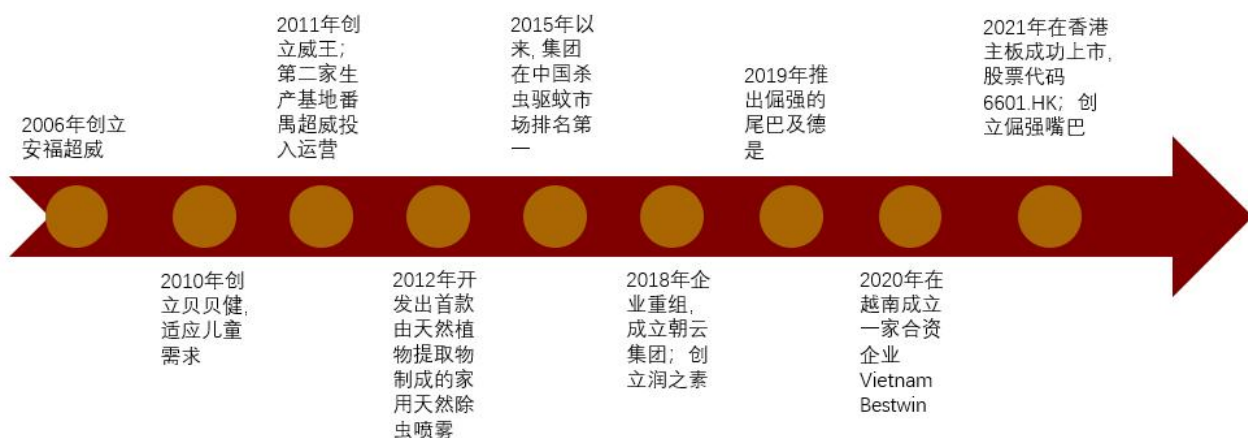 2006年创立
安福超威
2010年创
立贝贝健,
适应儿童
需求
2011年创
立威王；
第二家生
产基地番
禺超威投
入运营
2012年开
发出首款
由天然植
物提取物
制成的家
用天然除
虫喷雾
2015年以
来, 集团
在中国杀
虫驱蚊市
场排名第
一
2018年企
业重组,
成立朝云
集团；创
立润之素
2019年推
出倔强的
尾巴及德
是
2020年在
越南成立
一家合资
企业
Vietnam
Bestwin
2021年在香港
主板成功上市,
股票代码
6601.HK；创
立倔强嘴巴